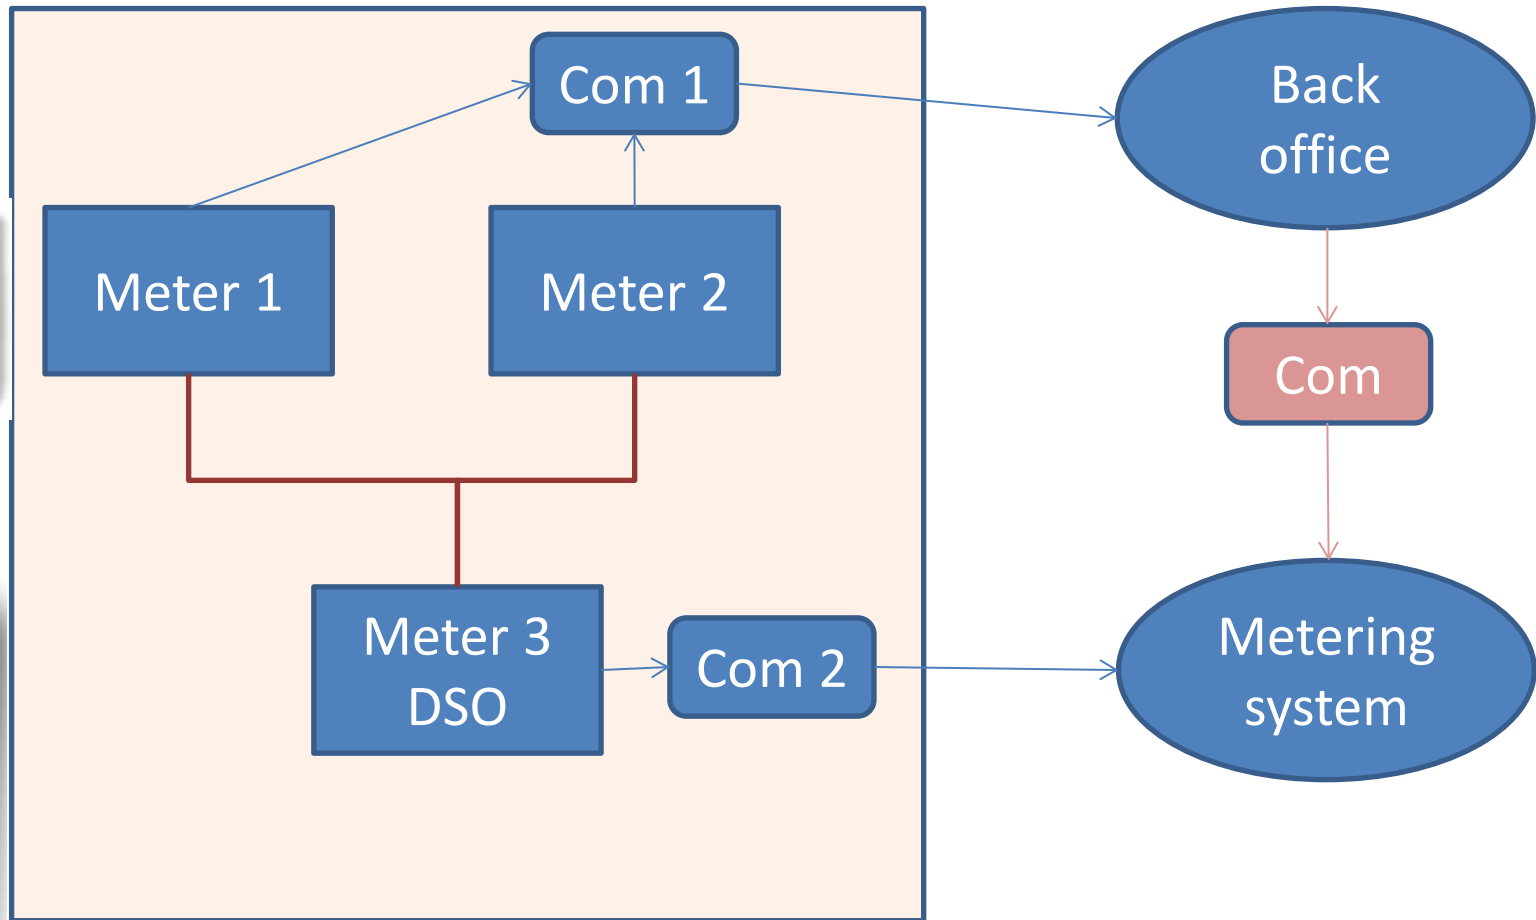 Com 1
Back
office
Meter 1
Meter 2
Com
Meter 3
DSO
Com 2
Metering
system